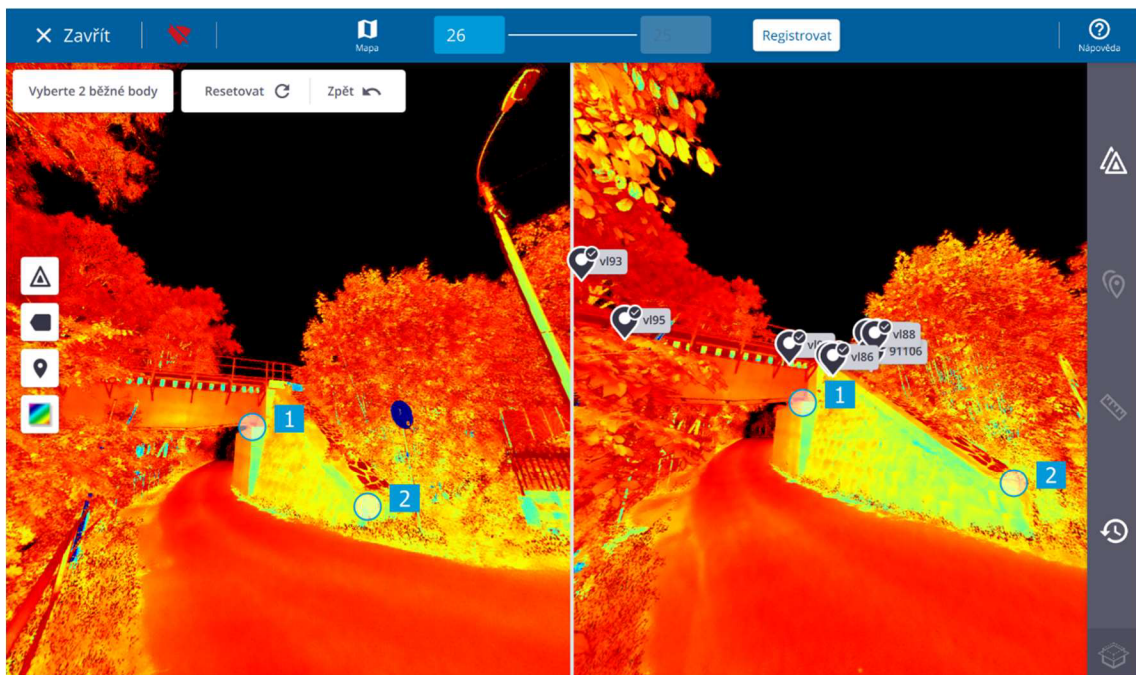 Zavřít
Mapa
26
25
Registrovat
Nápověda
Vyberte 2 běžné body
Resetovat
Zpět
vl93
vl95
vl88
91106
vl86
1
2
1
2